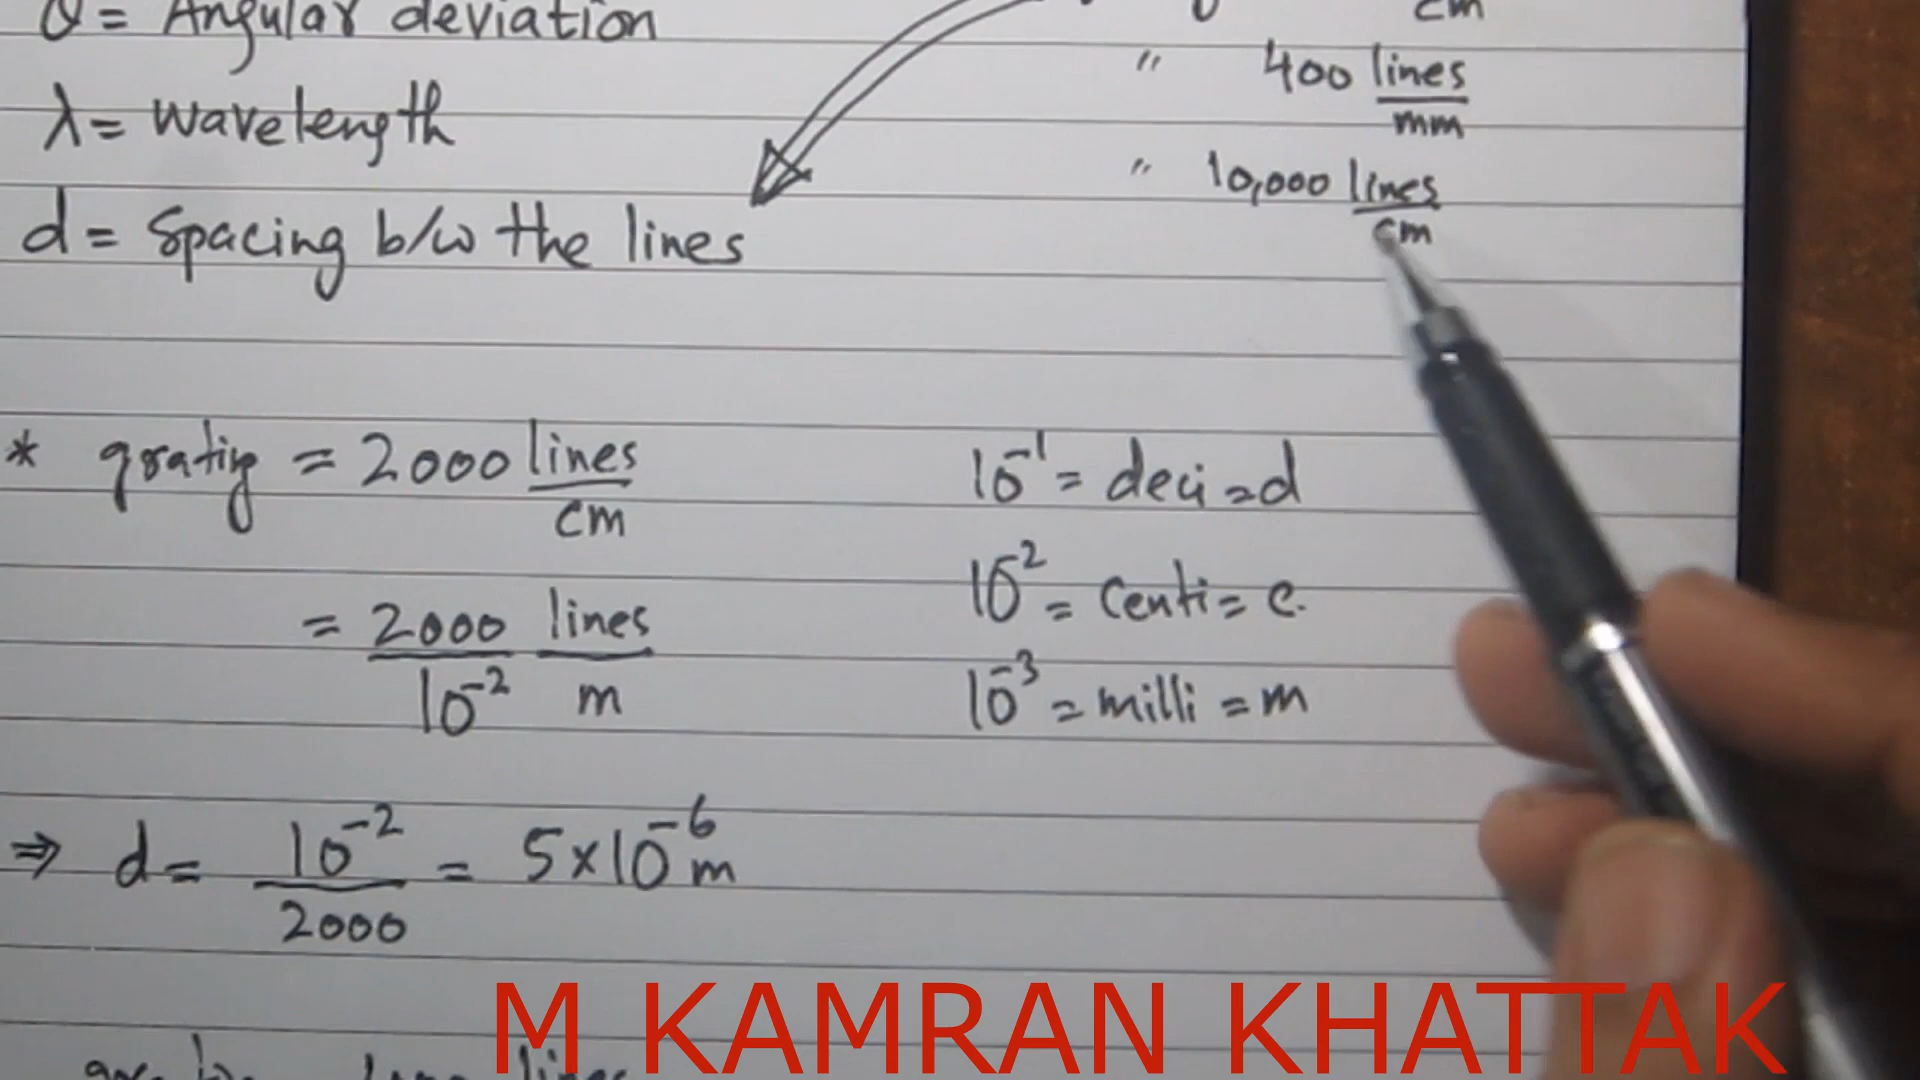 θ = Angular deviation
cm
" 400 lines/mm
λ = wavelength
" 10,000 lines/cm
d = Spacing b/w the lines
* grating = 2000 lines/cm
10⁻¹ = deci = d
= 2000/10⁻² lines/m
10⁻² = Centi = c.
10⁻³ = milli = m
⇒ d = 10⁻²/2000 = 5×10⁻⁶ m
M KAMRAN KHATTAK